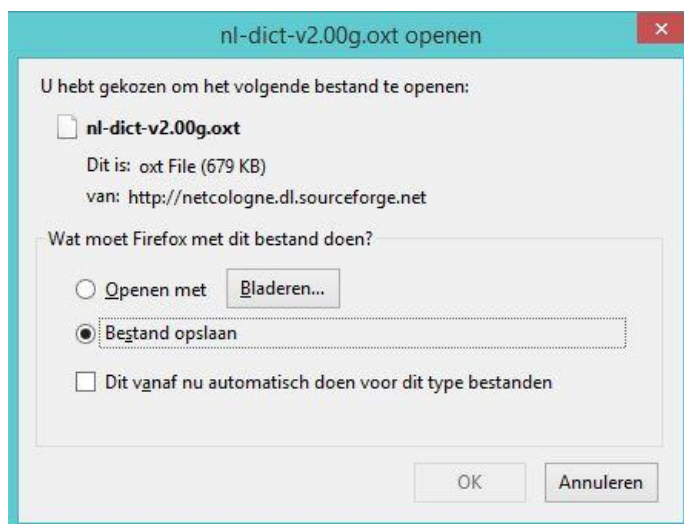 nl-dict-v2.00g.oxt openen
U hebt gekozen om het volgende bestand te openen:
nl-dict-v2.00g.oxt
Dit is: oxt File (679 KB)
van: http://netcologne.dl.sourceforge.net
Wat moet Firefox met dit bestand doen?
Openen met Bladeren...
Bestand opslaan
Dit vanaf nu automatisch doen voor dit type bestanden
OK Annuleren